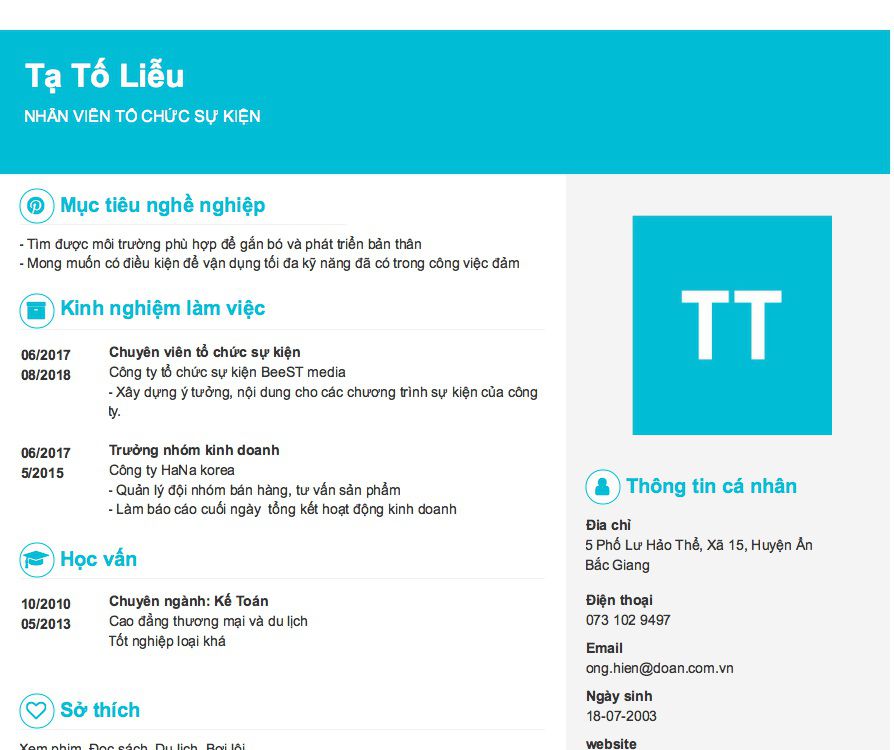 Tạ Tố Liễu
NHÂN VIÊN TỔ CHỨC SỰ KIỆN
Mục tiêu nghề nghiệp
- Tìm được môi trường phù hợp để gắn bó và phát triển bản thân
- Mong muốn có điều kiện để vận dụng tối đa kỹ năng đã có trong công việc đảm
Kinh nghiệm làm việc
06/2017
08/2018
Chuyên viên tổ chức sự kiện
Công ty tổ chức sự kiện BeeST media
- Xây dựng ý tưởng, nội dung cho các chương trình sự kiện của công
ty.
06/2017
5/2015
Trưởng nhóm kinh doanh
Công ty HaNa korea
- Quản lý đội nhóm bán hàng, tư vấn sản phẩm
- Làm báo cáo cuối ngày tổng kết hoạt động kinh doanh
Học vấn
10/2010
05/2013
Chuyên ngành: Kế Toán
Cao đẳng thương mại và du lịch
Tốt nghiệp loại khá
Sở thích
Xem phim, Đọc sách, Du lịch, Bơi lội
TT
Thông tin cá nhân
Địa chỉ
5 Phố Lư Hảo Thể, Xã 15, Huyện Ẩn
Bắc Giang
Điện thoại
073 102 9497
Email
ong.hien@doan.com.vn
Ngày sinh
18-07-2003
website